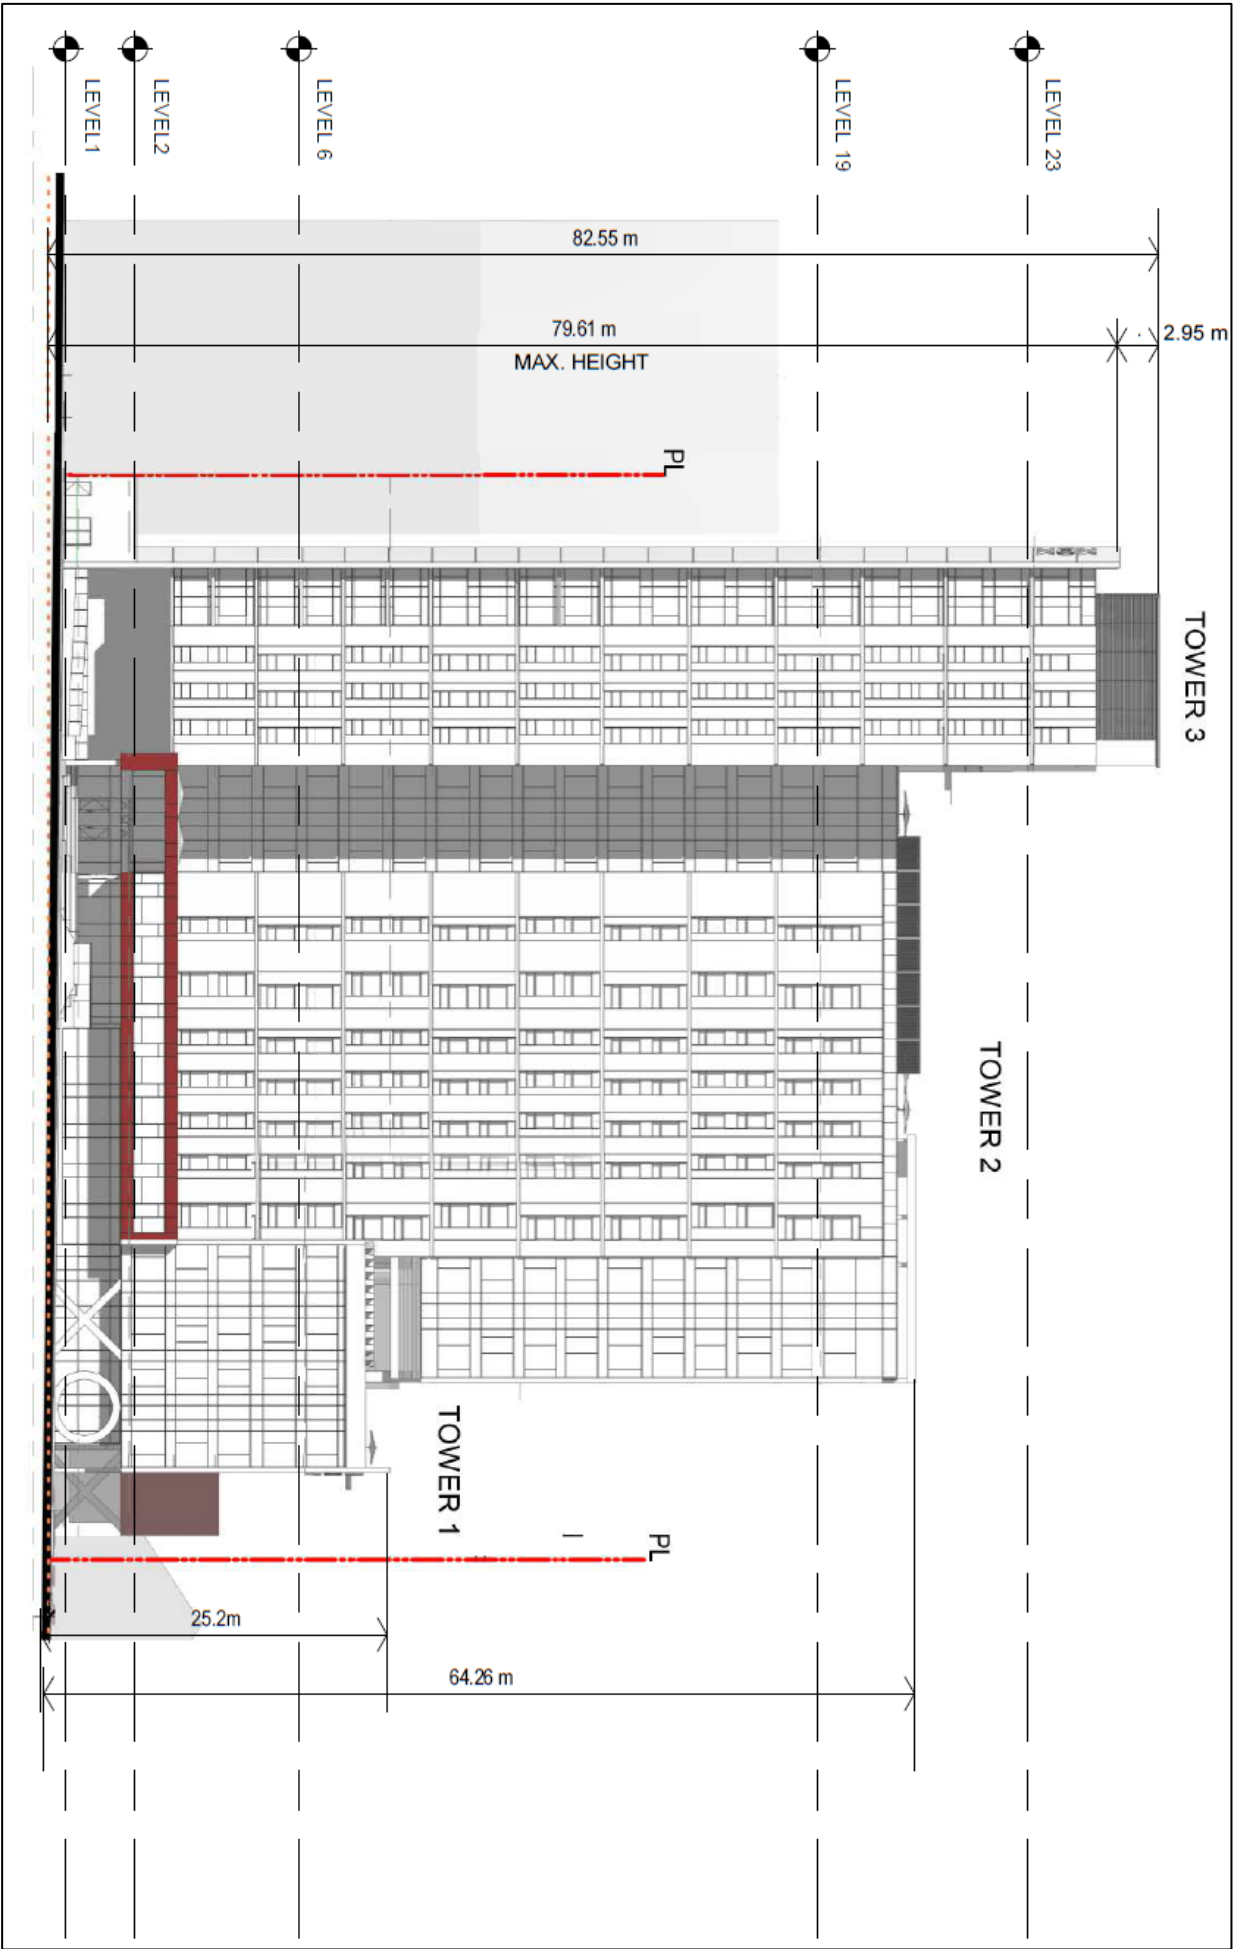 LEVEL1
LEVEL2
LEVEL 6
LEVEL 19
LEVEL 23
82.55 m
79.61 m
MAX. HEIGHT
2.95 m
PL
TOWER 3
TOWER 2
TOWER 1
PL
25.2m
64.26 m